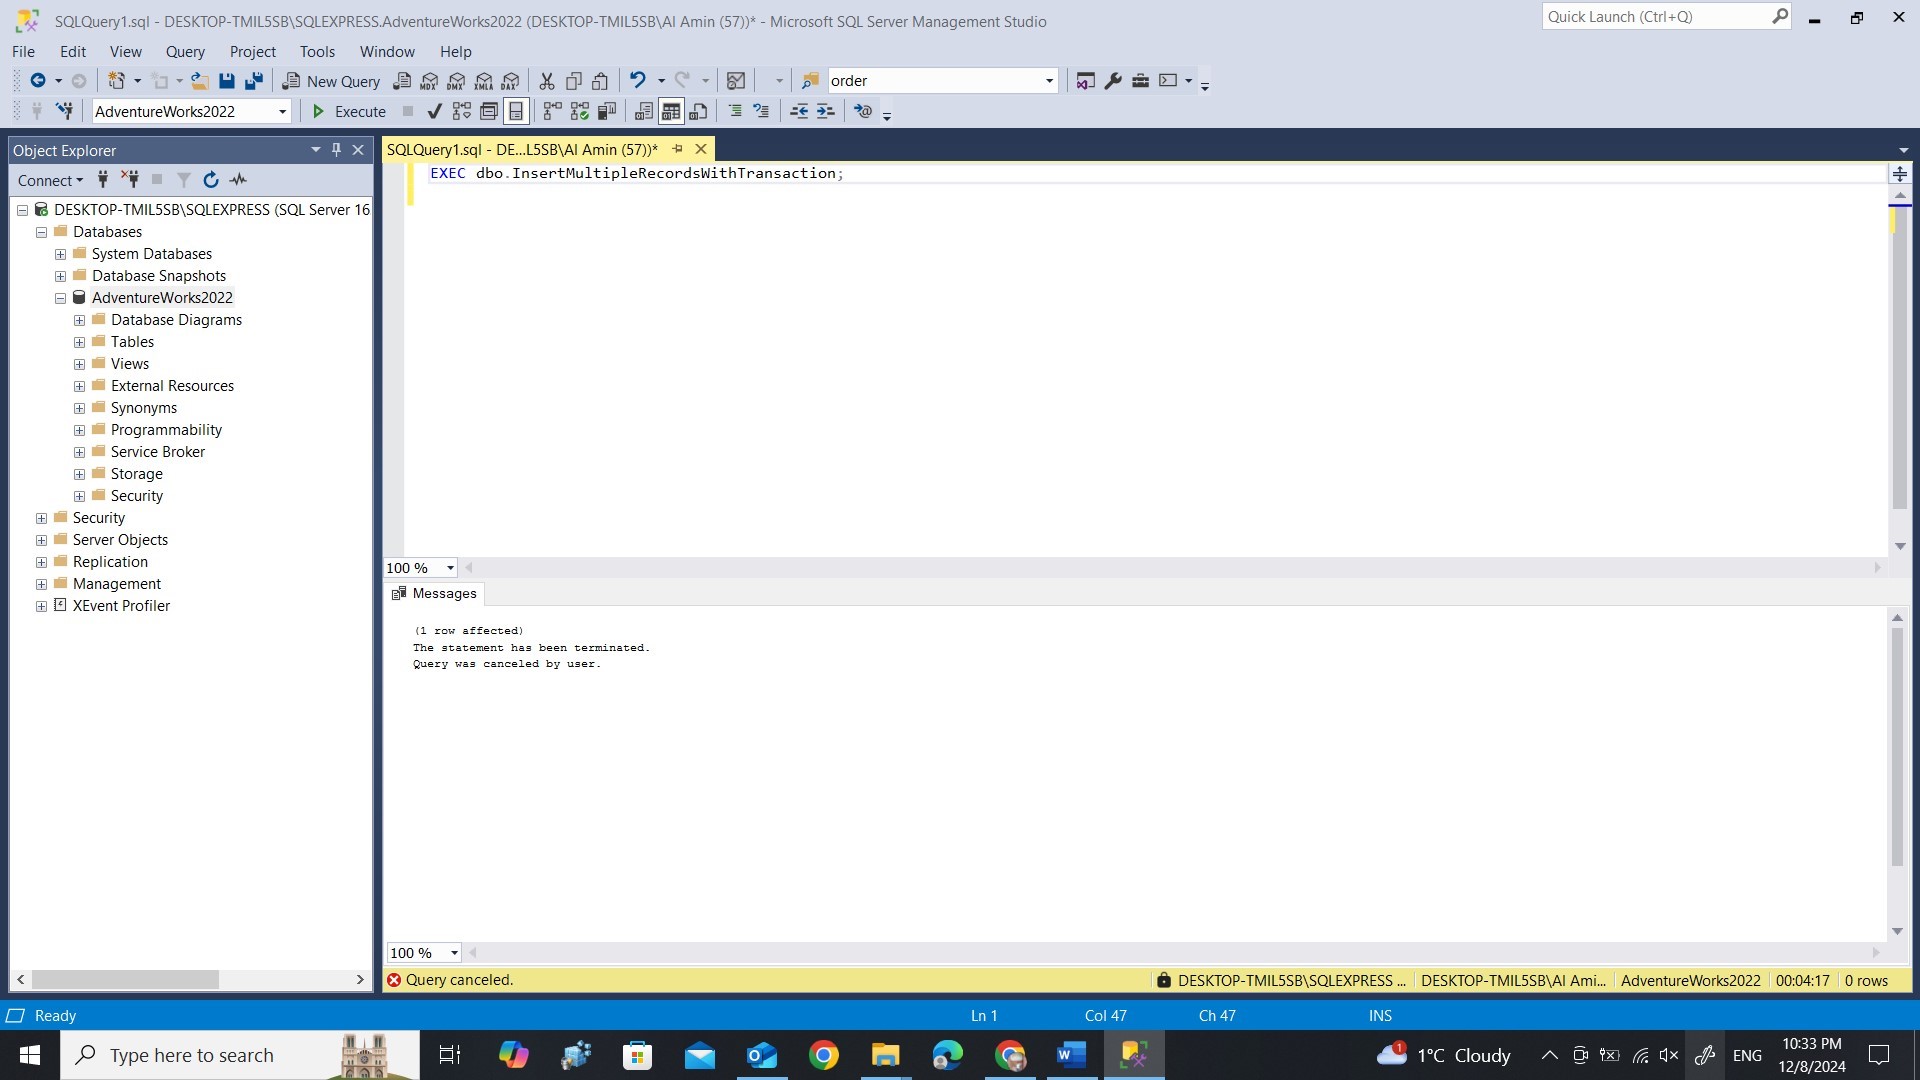 SQLQuery1.sql - DESKTOP-TMIL5SB\SQLEXPRESS.AdventureWorks2022 (DESKTOP-TMIL5SB\Al Amin (57))* - Microsoft SQL Server Management Studio
Quick Launch (Ctrl+Q)
File Edit View Query Project Tools Window Help
New Query MDX DMX XMLA DAX order
AdventureWorks2022 Execute
Object Explorer
SQLQuery1.sql - DE...L5SB\Al Amin (57))*
Connect
EXEC dbo.InsertMultipleRecordsWithTransaction;
DESKTOP-TMIL5SB\SQLEXPRESS (SQL Server 16
Databases
System Databases
Database Snapshots
AdventureWorks2022
Database Diagrams
Tables
Views
External Resources
Synonyms
Programmability
Service Broker
Storage
Security
Security
Server Objects
Replication
Management
XEvent Profiler
100 %
Messages
(1 row affected)
The statement has been terminated.
Query was canceled by user.
100 %
Query canceled.
DESKTOP-TMIL5SB\SQLEXPRESS ... DESKTOP-TMIL5SB\Al Ami... AdventureWorks2022 00:04:17 0 rows
Ready Ln 1 Col 47 Ch 47 INS
Type here to search
1 1°C Cloudy ENG
10:33 PM
12/8/2024